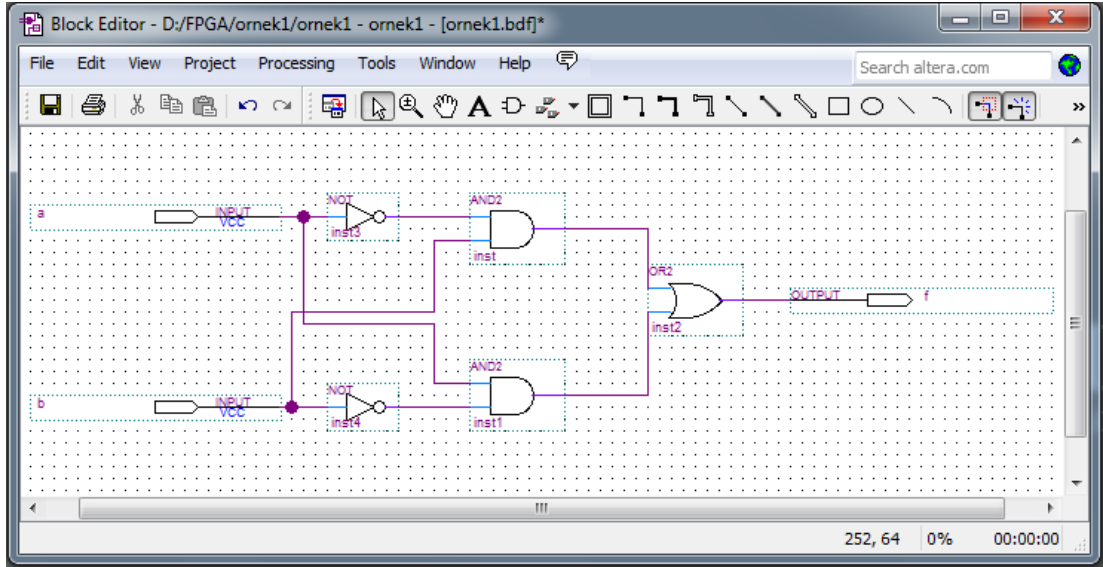 Block Editor - D:/FPGA/ornek1/ornek1 - ornek1 - [ornek1.bdf]*
File Edit View Project Processing Tools Window Help
Search altera.com
a INPUT
VCC
NOT
inst3
AND2
inst
OR2
inst2
OUTPUT f
AND2
inst1
b INPUT
VCC
NOT
inst4
252, 64 0% 00:00:00